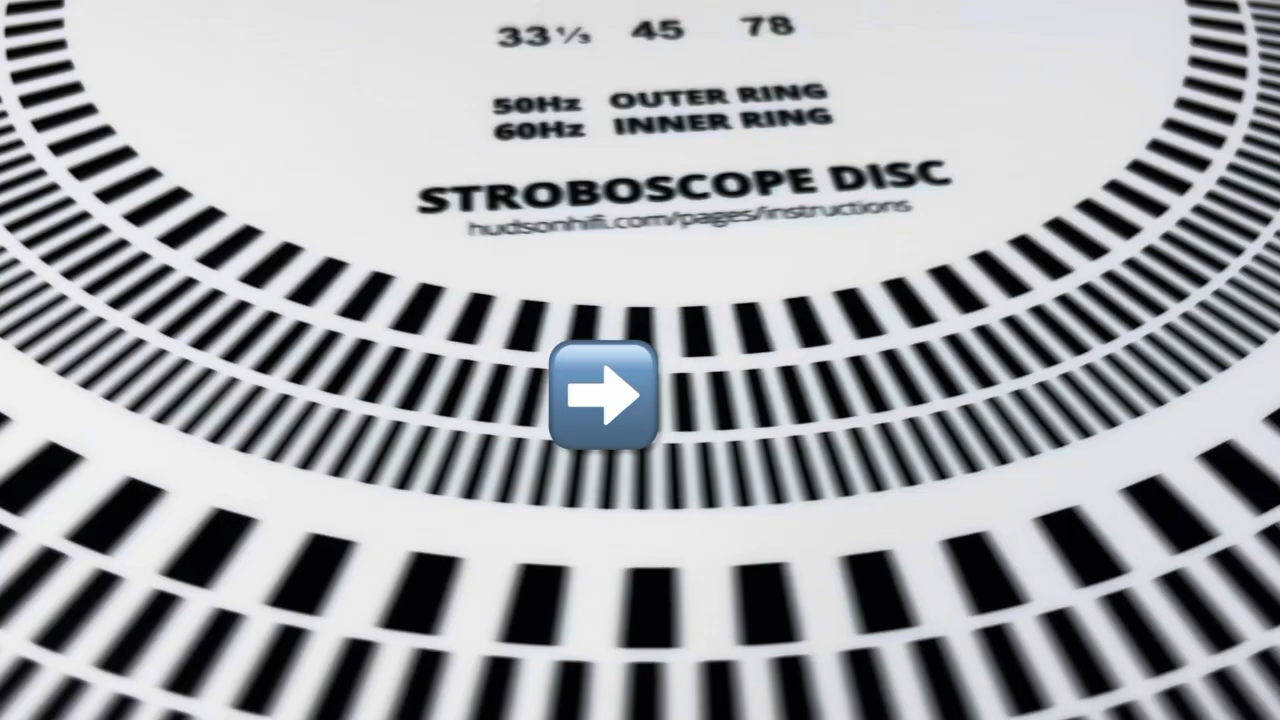 33⅓ 45 78
50Hz OUTER RING
60Hz INNER RING
STROBOSCOPE DISC
hudsonhifi.com/pages/instructions